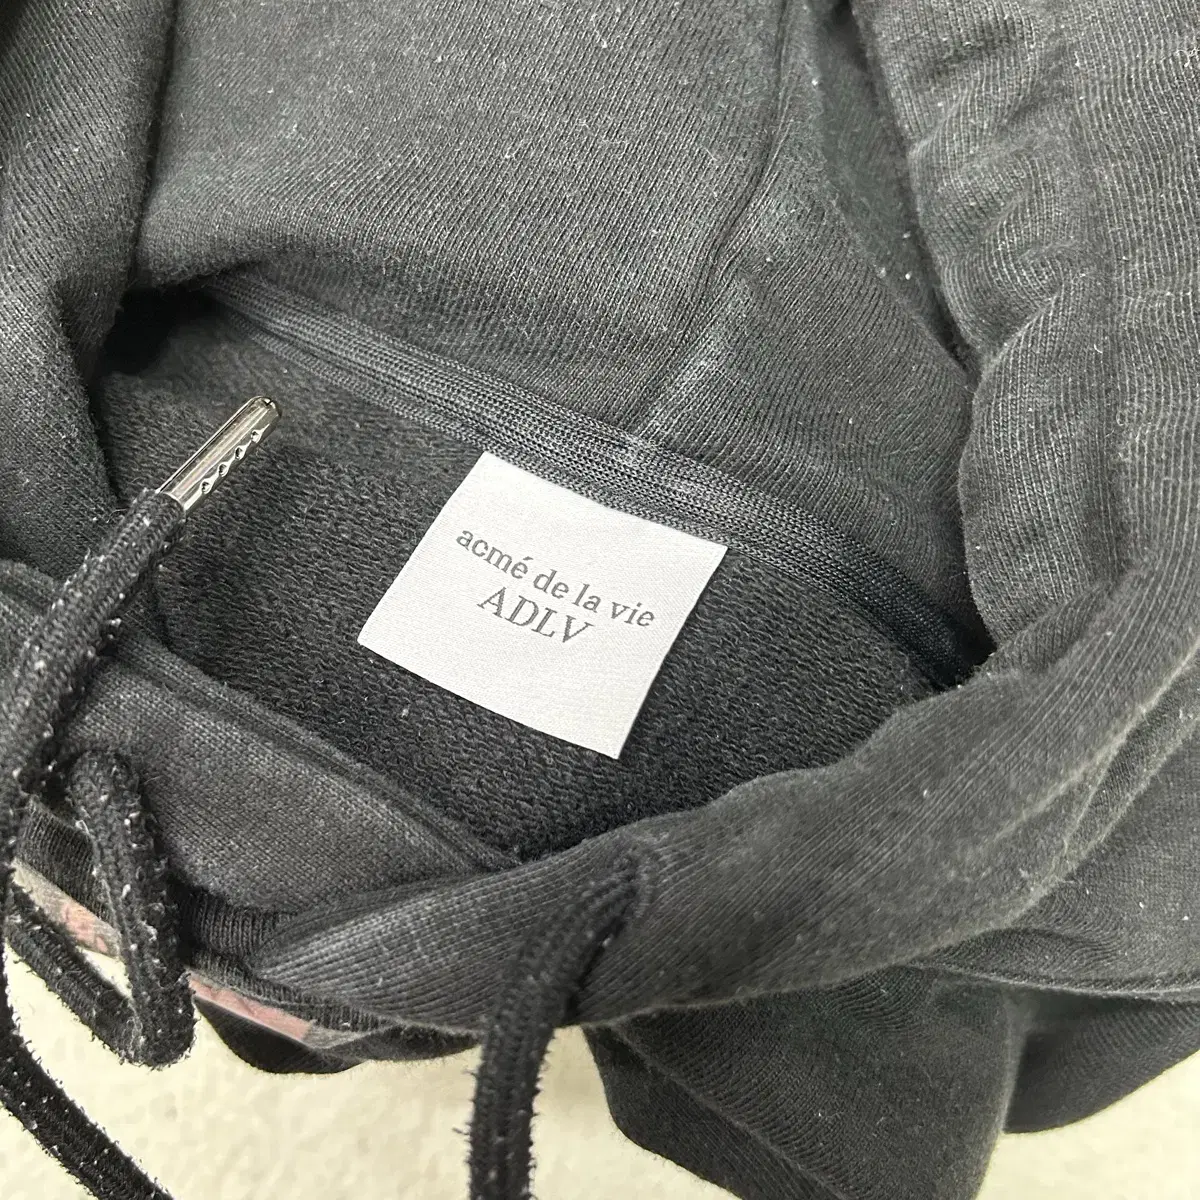 acmé de la vie
ADLV